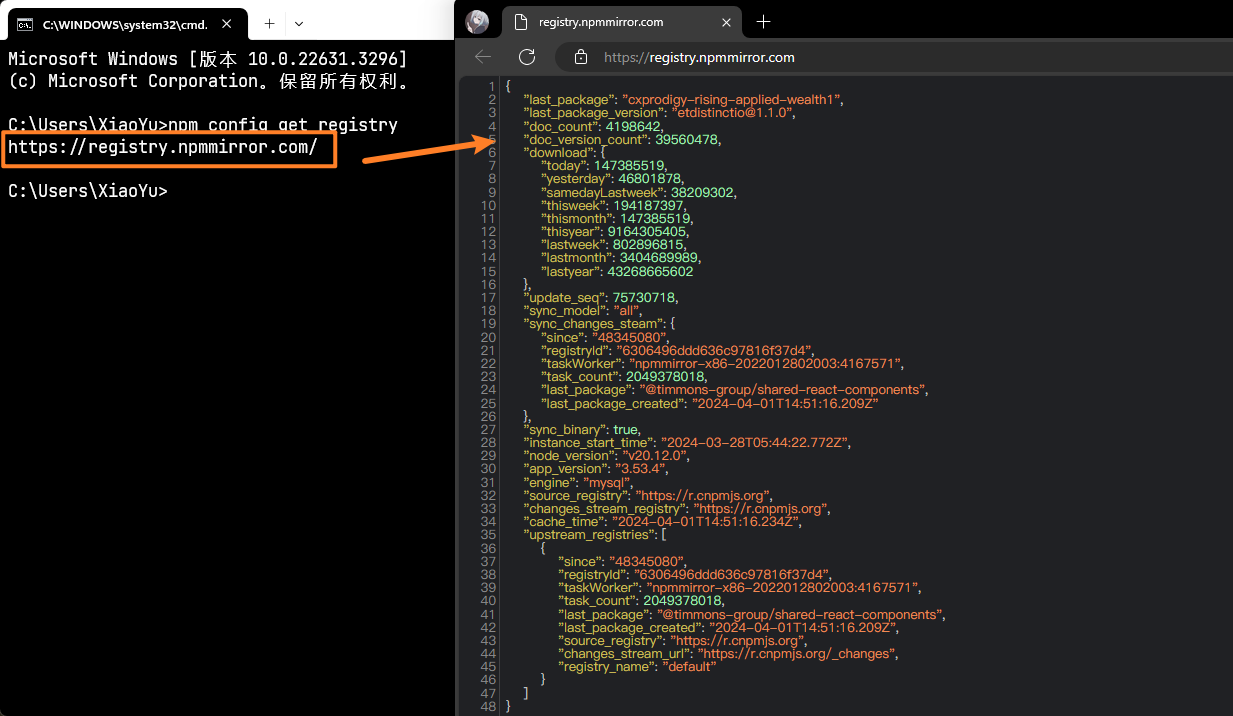 C:\WINDOWS\system32\cmd.
Microsoft Windows [版本 10.0.22631.3296]
(c) Microsoft Corporation。保留所有权利。
C:\Users\XiaoYu>npm config get registry
https://registry.npmmirror.com/
C:\Users\XiaoYu>
registry.npmmirror.com
https://registry.npmmirror.com
1 {
2 "last_package": "cxprodigy-rising-applied-wealth1",
3 "last_package_version": "etdistinctio@1.1.0",
4 "doc_count": 4198642,
5 "doc_version_count": 39560478,
6 "download": {
7 "today": 147385519,
8 "yesterday": 46801878,
9 "samedayLastweek": 38209302,
10 "thisweek": 194187397,
11 "thismonth": 147385519,
12 "thisyear": 9164305405,
13 "lastweek": 802896815,
14 "lastmonth": 3404689989,
15 "lastyear": 43268665602
16 },
17 "update_seq": 75730718,
18 "sync_model": "all",
19 "sync_changes_steam": {
20 "since": "48345080",
21 "registryId": "6306496ddd636c97816f37d4",
22 "taskWorker": "npmmirror-x86-2022012802003:4167571",
23 "task_count": 2049378018,
24 "last_package": "@timmons-group/shared-react-components",
25 "last_package_created": "2024-04-01T14:51:16.209Z"
26 },
27 "sync_binary": true,
28 "instance_start_time": "2024-03-28T05:44:22.772Z",
29 "node_version": "v20.12.0",
30 "app_version": "3.53.4",
31 "engine": "mysql",
32 "source_registry": "https://r.cnpmjs.org",
33 "changes_stream_registry": "https://r.cnpmjs.org",
34 "cache_time": "2024-04-01T14:51:16.234Z",
35 "upstream_registries": [
36 {
37 "since": "48345080",
38 "registryId": "6306496ddd636c97816f37d4",
39 "taskWorker": "npmmirror-x86-2022012802003:4167571",
40 "task_count": 2049378018,
41 "last_package": "@timmons-group/shared-react-components",
42 "last_package_created": "2024-04-01T14:51:16.209Z",
43 "source_registry": "https://r.cnpmjs.org",
44 "changes_stream_url": "https://r.cnpmjs.org/_changes",
45 "registry_name": "default"
46 }
47 ]
48 }